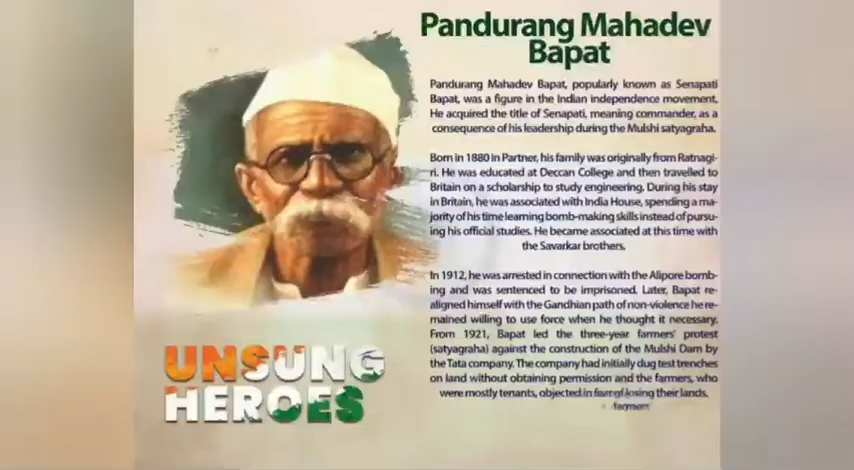 Pandurang Mahadev
Bapat
Pandurang Mahadev Bapat, popularly known as Senapati
Bapat, was a figure in the Indian independence movement.
He acquired the title of Senapati, meaning commander, as a
consequence of his leadership during the Mulshi satyagraha.
Born in 1880 in Partner, his family was originally from Ratnagi-
ri. He was educated at Deccan College and then travelled to
Britain on a scholarship to study engineering. During his stay
in Britain, he was associated with India House, spending a ma-
jority of his time learning bomb-making skills instead of pursu-
ing his official studies. He became associated at this time with
the Savarkar brothers.
In 1912, he was arrested in connection with the Alipore bomb-
ing and was sentenced to be imprisoned. Later, Bapat re-
aligned himself with the Gandhian path of non-violence he re-
mained willing to use force when he thought it necessary.
From 1921, Bapat led the three-year farmers' protest
(satyagraha) against the construction of the Mulshi Dam by
the Tata company. The company had initially dug test trenches
on land without obtaining permission and the farmers, who
were mostly tenants, objected in losing their lands.
farmers
UNSUNG
HEROES